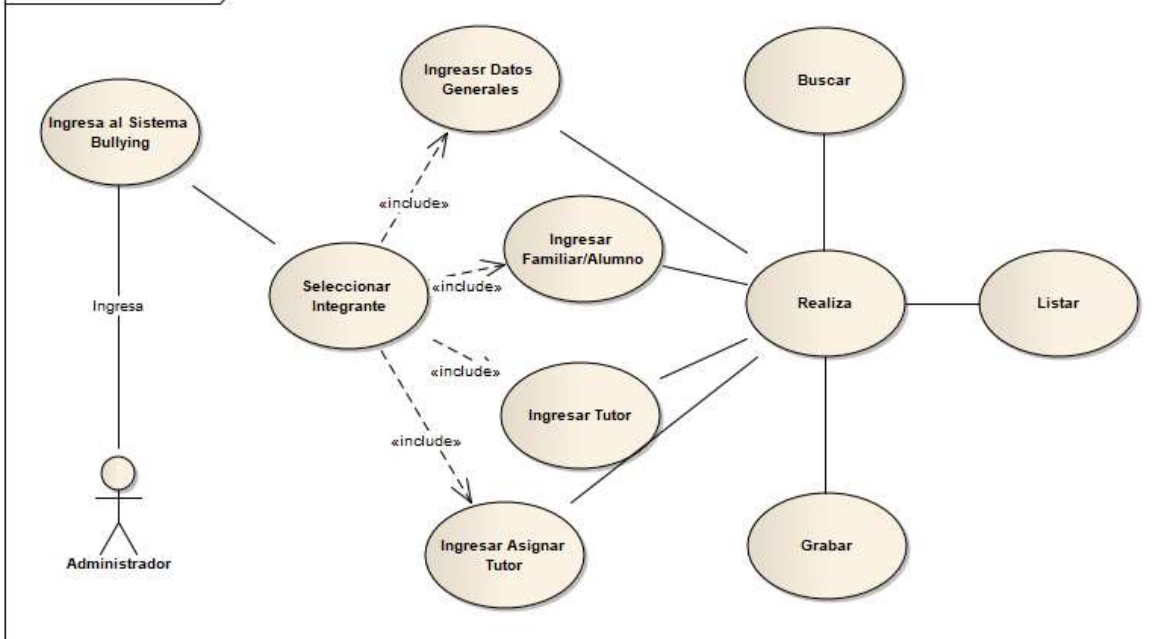 Ingreasr Datos
Generales
Buscar
Ingresa al Sistema
Bullying
«include»
Ingresar
Familiar/Alumno
«include»
Seleccionar
Integrante
Ingresa
Realiza
Listar
«include»
Ingresar Tutor
«include»
Ingresar Asignar
Tutor
Grabar
Administrador